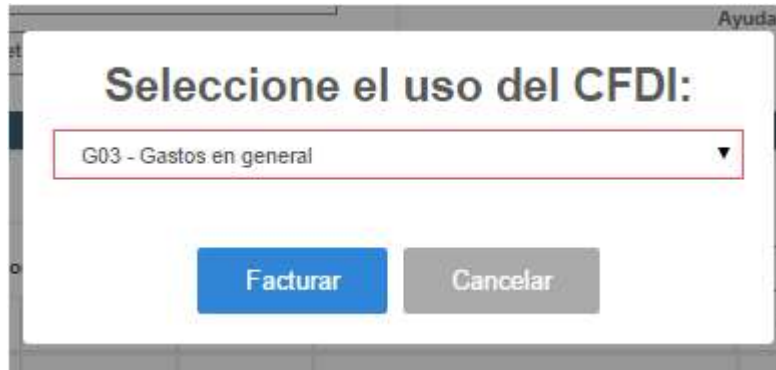 Ayuda
Seleccione el uso del CFDI:
G03 - Gastos en general
Facturar
Cancelar